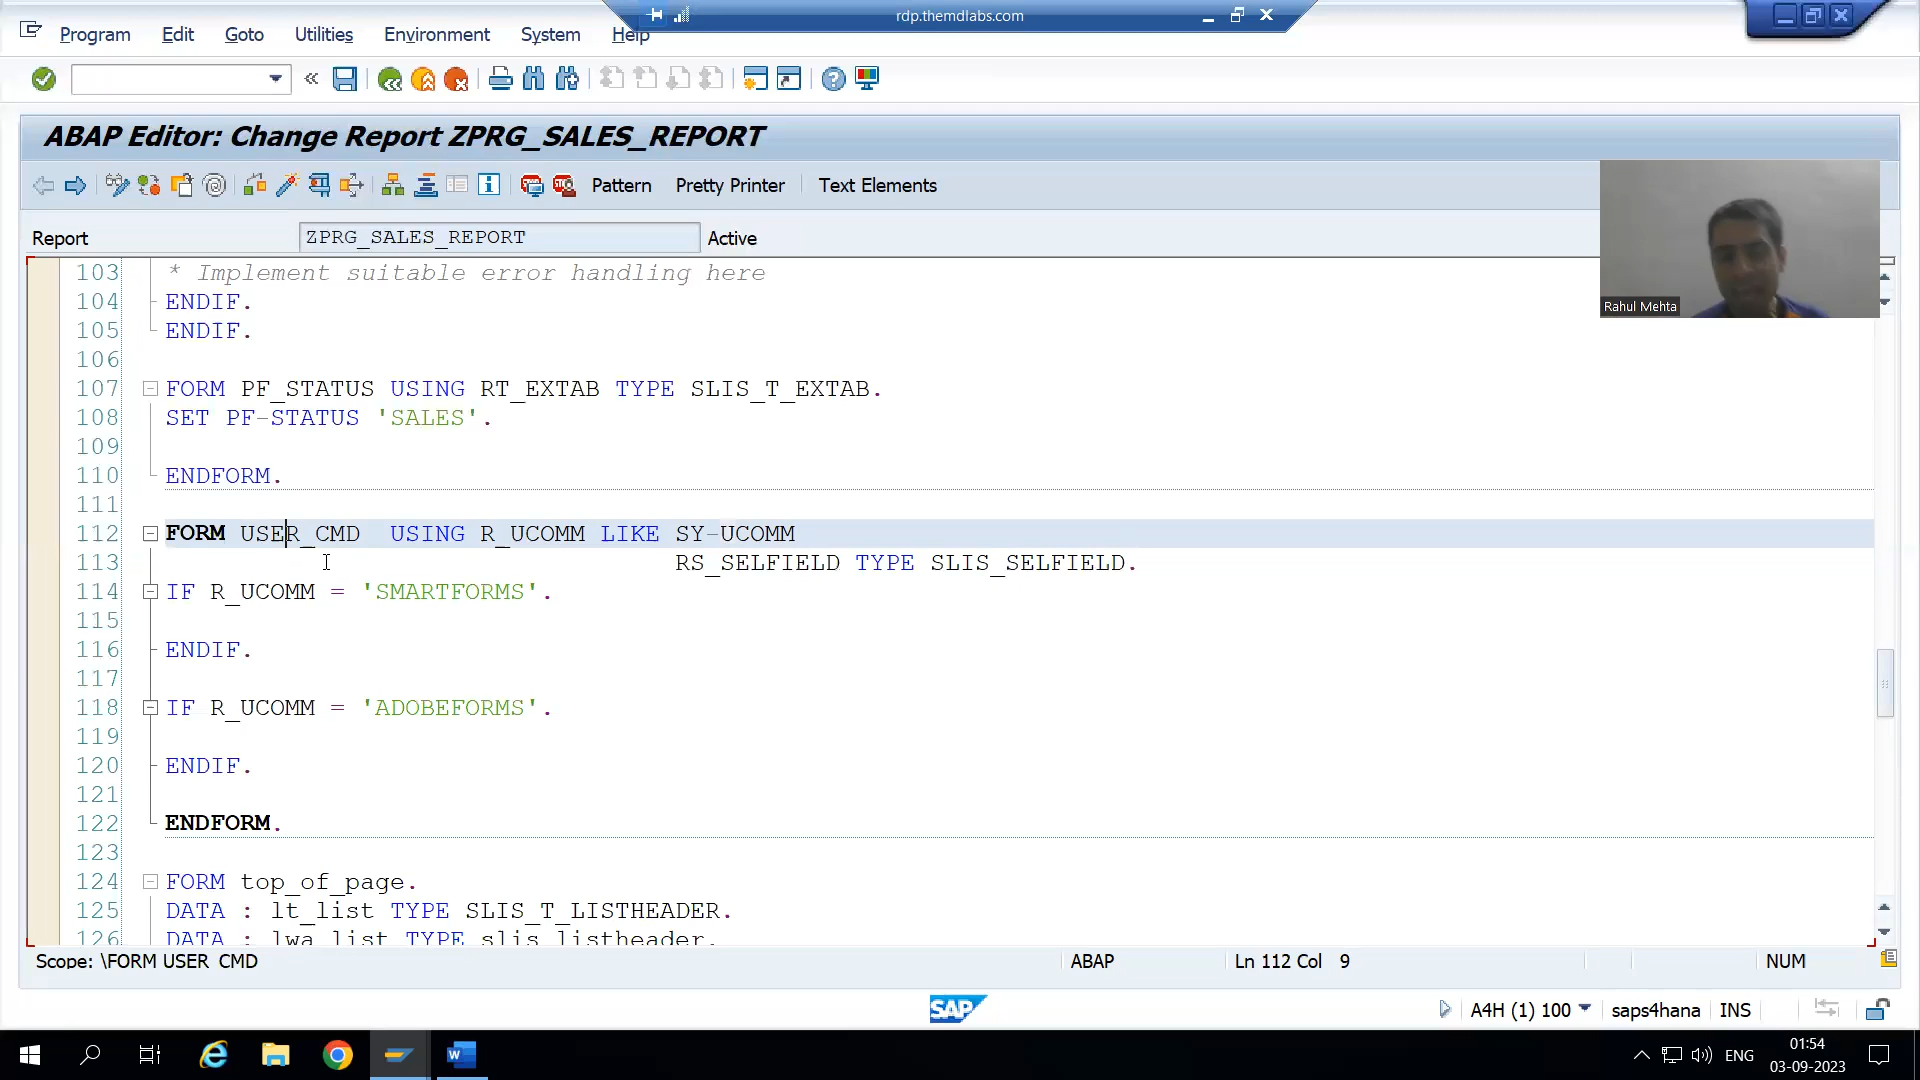 rdp.themdlabs.com
Program Edit Goto Utilities Environment System Help
ABAP Editor: Change Report ZPRG_SALES_REPORT
Pattern Pretty Printer Text Elements
Report ZPRG_SALES_REPORT Active
Rahul Mehta
103 * Implement suitable error handling here
104 ENDIF.
105 ENDIF.
106
107 FORM PF_STATUS USING RT_EXTAB TYPE SLIS_T_EXTAB.
108 SET PF-STATUS 'SALES'.
109
110 ENDFORM.
111
112 FORM USER_CMD USING R_UCOMM LIKE SY-UCOMM
113 RS_SELFIELD TYPE SLIS_SELFIELD.
114 IF R_UCOMM = 'SMARTFORMS'.
115
116 ENDIF.
117
118 IF R_UCOMM = 'ADOBEFORMS'.
119
120 ENDIF.
121
122 ENDFORM.
123
124 FORM top_of_page.
125 DATA : lt_list TYPE SLIS_T_LISTHEADER.
126 DATA : lwa_list TYPE slis_listheader.
Scope: \FORM USER_CMD ABAP Ln 112 Col 9 NUM
SAP A4H (1) 100 saps4hana INS
ENG 01:54
03-09-2023